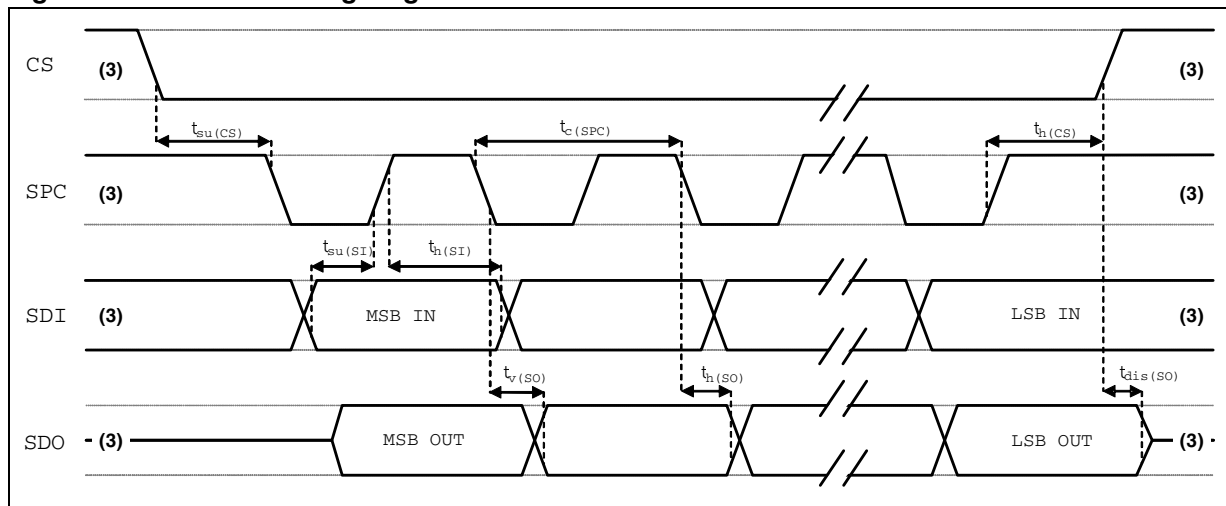 CS (3) (3)
t_su(CS) t_c(SPC) t_h(CS)
SPC (3) (3)
t_su(SI) t_h(SI)
SDI (3) MSB IN LSB IN (3)
t_v(SO) t_h(SO) t_dis(SO)
SDO (3) MSB OUT LSB OUT (3)